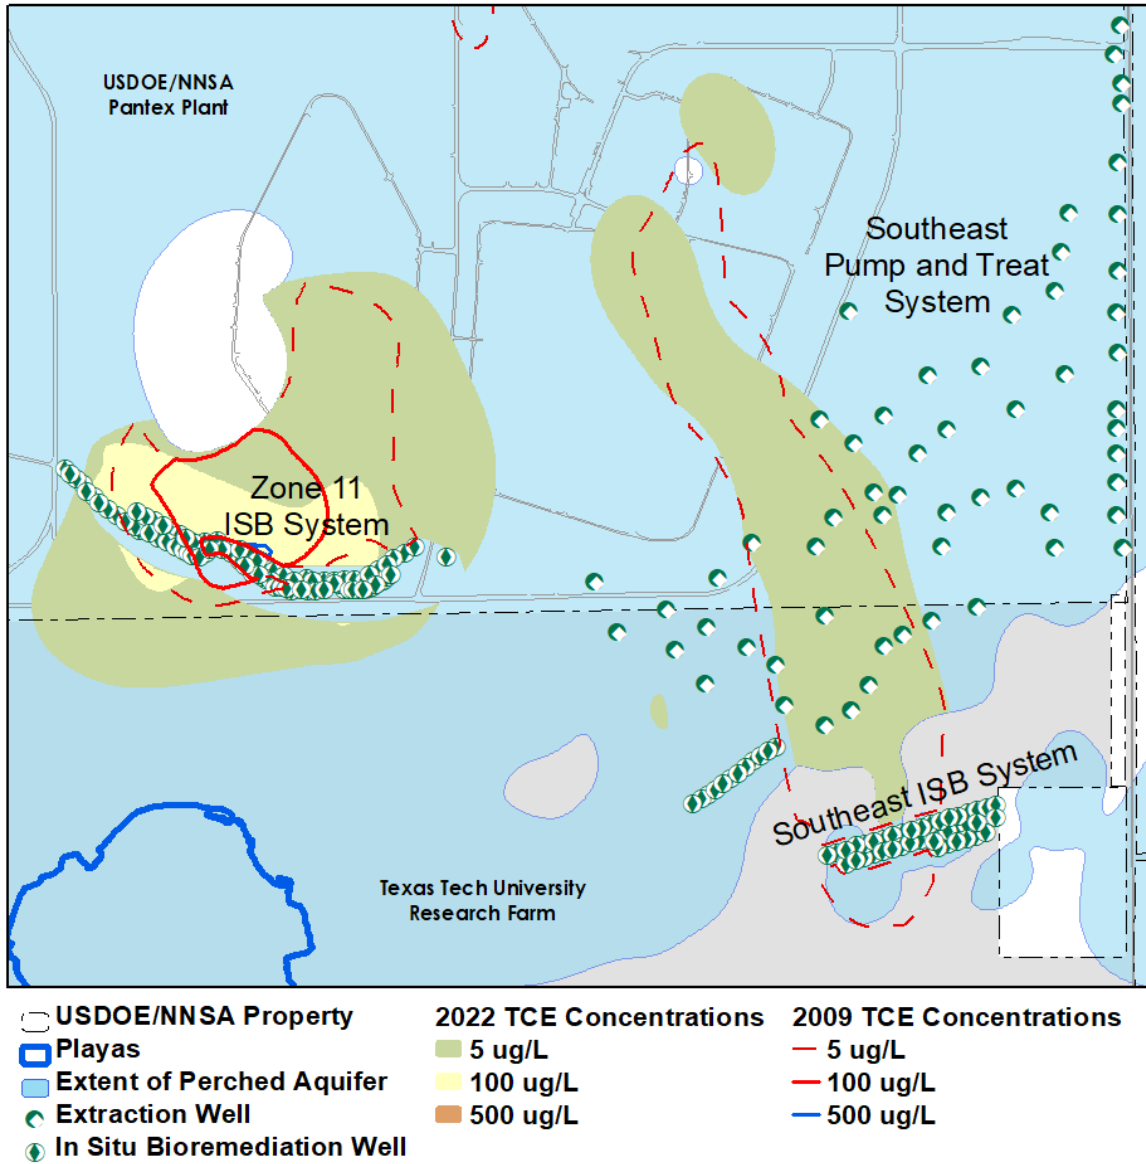 USDOE/NNSA
Pantex Plant
Southeast
Pump and Treat
System
Zone 11
ISB System
Southeast ISB System
Texas Tech University
Research Farm
USDOE/NNSA Property
Playas
Extent of Perched Aquifer
Extraction Well
In Situ Bioremediation Well
2022 TCE Concentrations
5 ug/L
100 ug/L
500 ug/L
2009 TCE Concentrations
5 ug/L
100 ug/L
500 ug/L